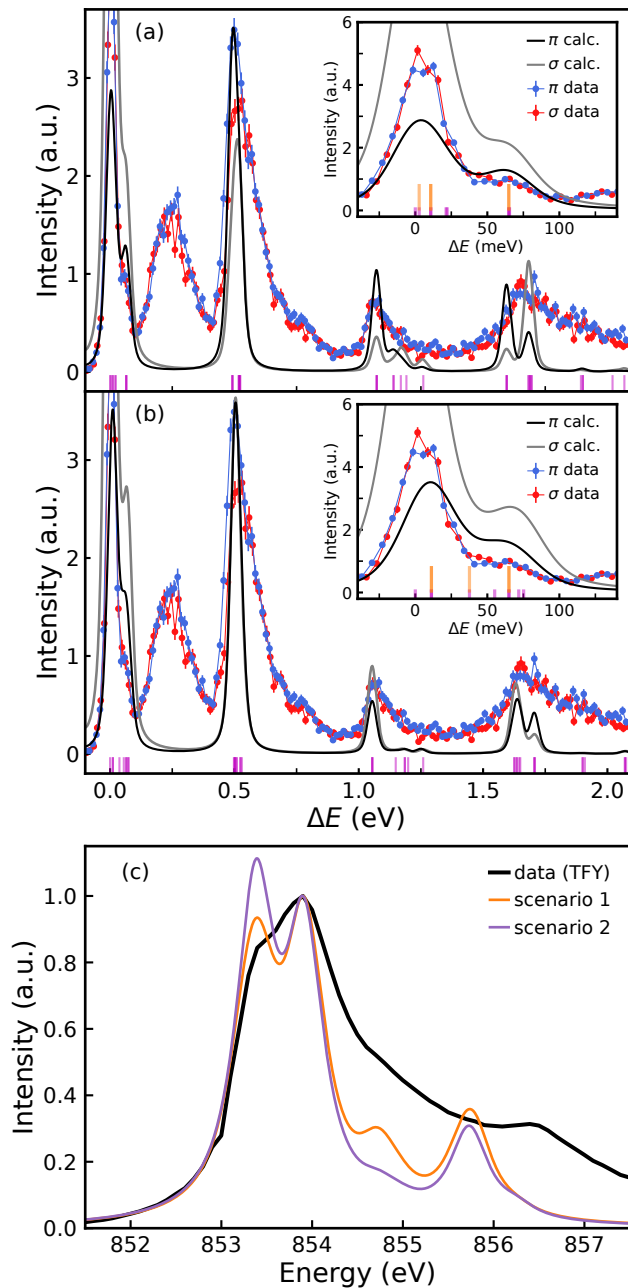 (a)
Intensity (a.u.)
3
2
1
0
6
4
2
0
Intensity (a.u.)
π calc.
σ calc.
π data
σ data
0
50
100
ΔE (meV)
(b)
Intensity (a.u.)
3
2
1
0
6
4
2
0
Intensity (a.u.)
π calc.
σ calc.
π data
σ data
0
50
100
ΔE (meV)
0.0
0.5
1.0
1.5
2.0
ΔE (eV)
(c)
Intensity (a.u.)
1.0
0.8
0.6
0.4
0.2
0.0
data (TFY)
scenario 1
scenario 2
852
853
854
855
856
857
Energy (eV)